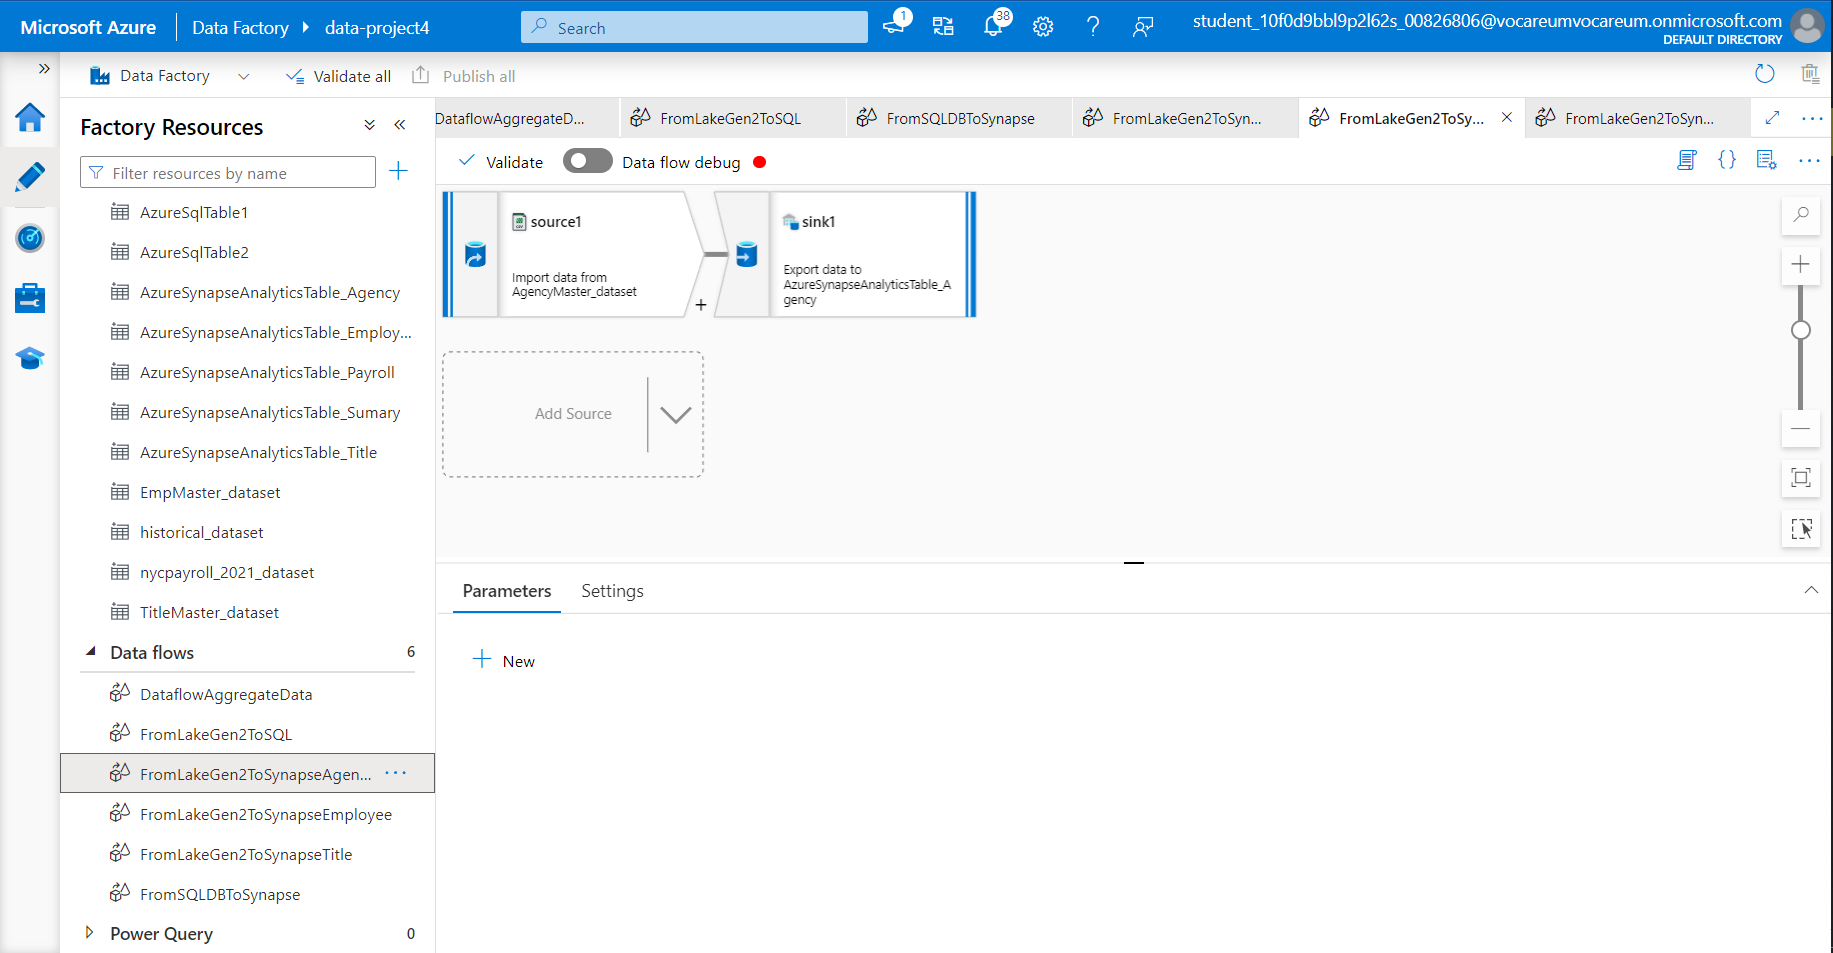 Microsoft Azure
Data Factory
data-project4
Search
1
38
student_10f0d9bbl9p2l62s_00826806@vocareumvocareum.onmicrosoft.com
DEFAULT DIRECTORY
Data Factory
Validate all
Publish all
Factory Resources
Filter resources by name
AzureSqlTable1
AzureSqlTable2
AzureSynapseAnalyticsTable_Agency
AzureSynapseAnalyticsTable_Employ...
AzureSynapseAnalyticsTable_Payroll
AzureSynapseAnalyticsTable_Sumary
AzureSynapseAnalyticsTable_Title
EmpMaster_dataset
historical_dataset
nycpayroll_2021_dataset
TitleMaster_dataset
Data flows 6
DataflowAggregateData
FromLakeGen2ToSQL
FromLakeGen2ToSynapseAgen...
FromLakeGen2ToSynapseEmployee
FromLakeGen2ToSynapseTitle
FromSQLDBToSynapse
Power Query 0
DataflowAggregateD...
FromLakeGen2ToSQL
FromSQLDBToSynapse
FromLakeGen2ToSyn...
FromLakeGen2ToSy...
FromLakeGen2ToSyn...
Validate
Data flow debug
source1
Import data from
AgencyMaster_dataset
sink1
Export data to
AzureSynapseAnalyticsTable_A
gency
Add Source
Parameters
Settings
New